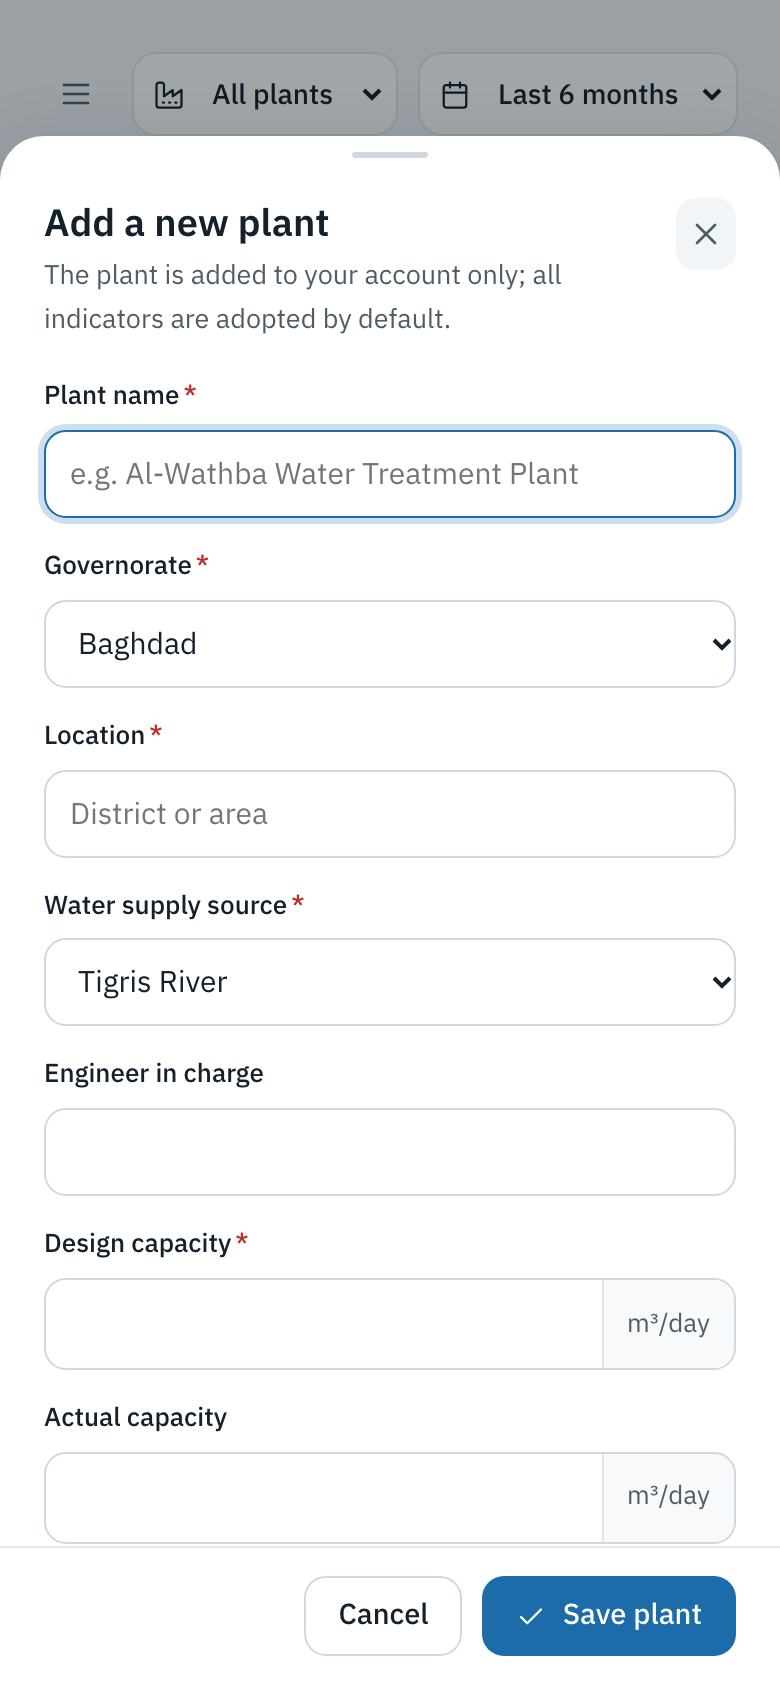 All plants
Last 6 months
Add a new plant
The plant is added to your account only; all
indicators are adopted by default.
Plant name *
e.g. Al-Wathba Water Treatment Plant
Governorate *
Baghdad
Location *
District or area
Water supply source *
Tigris River
Engineer in charge
Design capacity *
m³/day
Actual capacity
m³/day
Cancel
Save plant